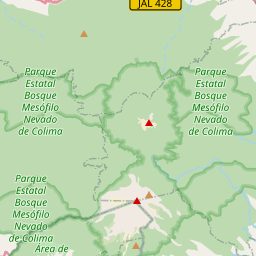 JAL 428
Parque
Estatal
Bosque
Mesófilo
Nevado
de Colima
Parque
Estatal
Bosque
Mesófilo
Nevado
de Colima
Parque
Estatal
Bosque
Mesófilo
Nevado
de Colima
Área de